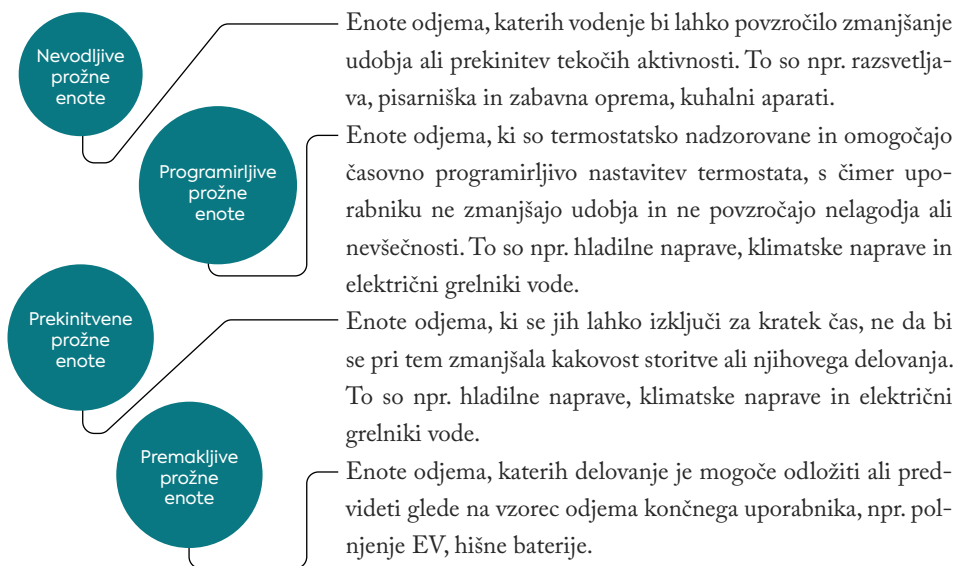 Nevodljive
prožne
enote
Enote odjema, katerih vodenje bi lahko povzročilo zmanjšanje
udobja ali prekinitev tekočih aktivnosti. To so npr. razsvetlja-
va, pisarniška in zabavna oprema, kuhalni aparati.
Programirljive
prožne
enote
Enote odjema, ki so termostatsko nadzorovane in omogočajo
časovno programirljivo nastavitev termostata, s čimer upo-
rabniku ne zmanjšajo udobja in ne povzročajo nelagodja ali
nevšečnosti. To so npr. hladilne naprave, klimatske naprave in
električni grelniki vode.
Prekinitvene
prožne
enote
Enote odjema, ki se jih lahko izključi za kratek čas, ne da bi
se pri tem zmanjšala kakovost storitve ali njihovega delovanja.
To so npr. hladilne naprave, klimatske naprave in električni
grelniki vode.
Premakljive
prožne
enote
Enote odjema, katerih delovanje je mogoče odložiti ali pred-
videti glede na vzorec odjema končnega uporabnika, npr. pol-
njenje EV, hišne baterije.